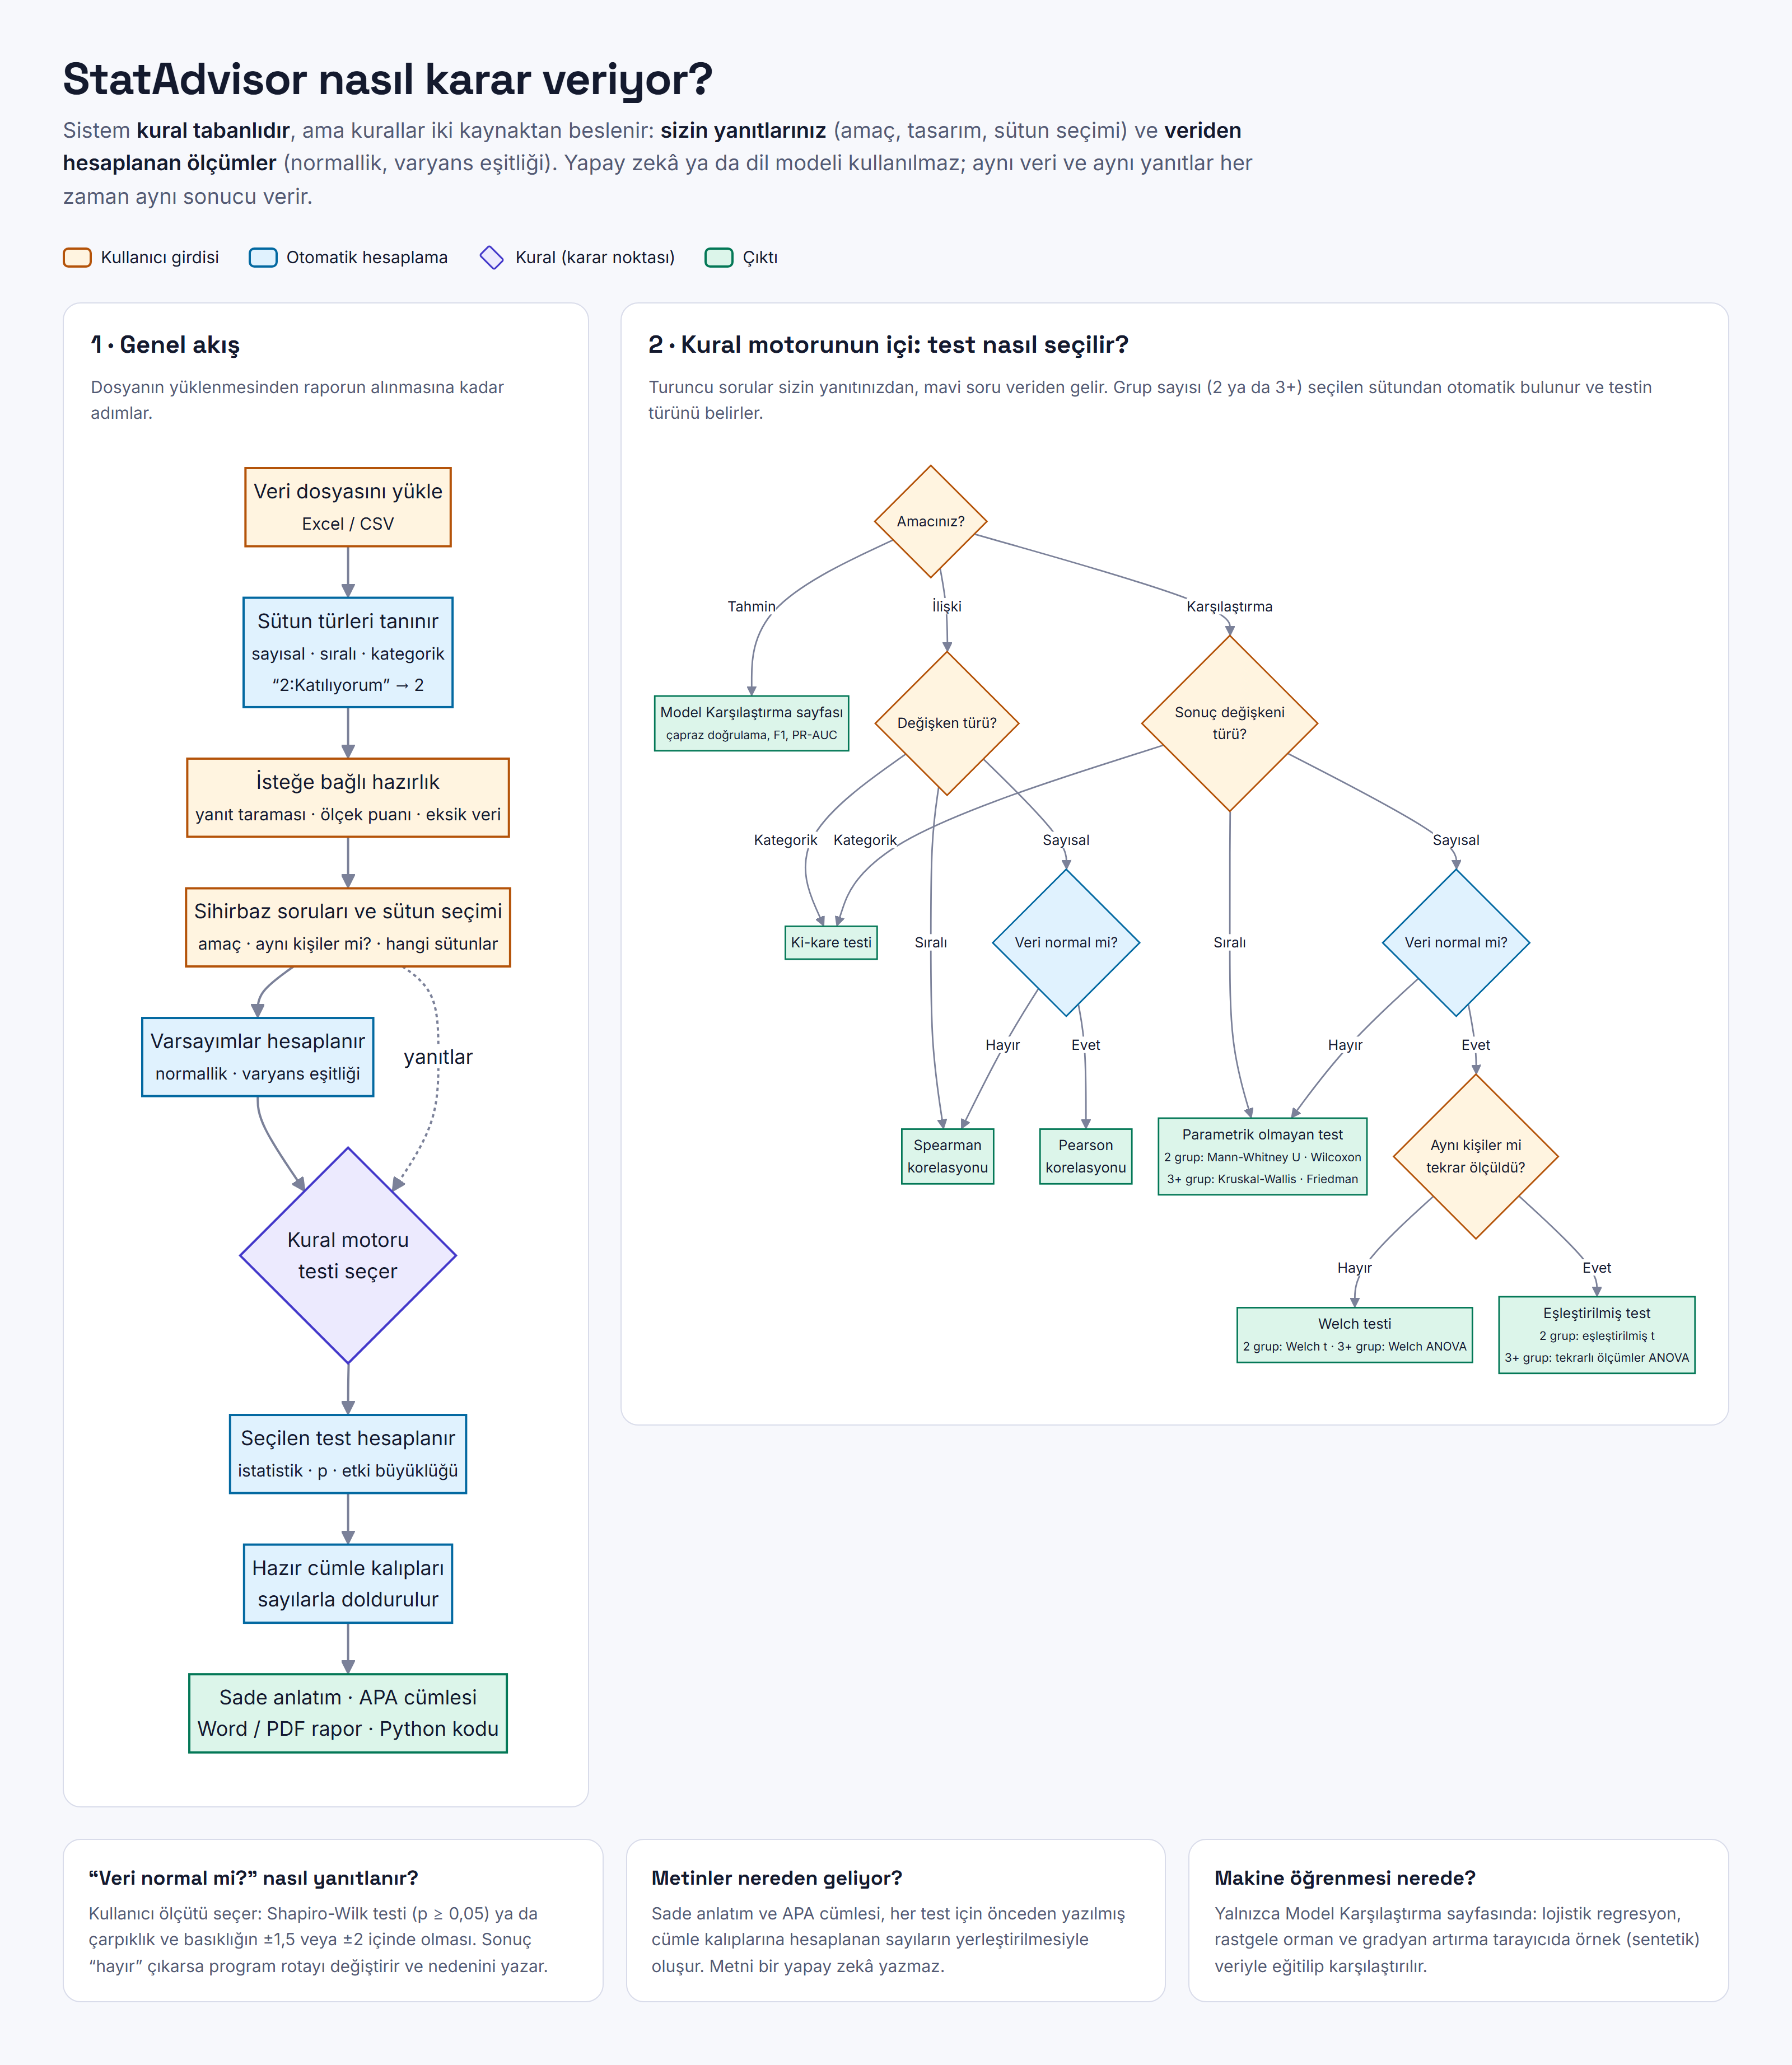 StatAdvisor nasıl karar veriyor?
Sistem kural tabanlıdır, ama kurallar iki kaynaktan beslenir: sizin yanıtlarınız (amaç, tasarım, sütun seçimi) ve veriden
hesaplanan ölçümler (normallik, varyans eşitliği). Yapay zekâ ya da dil modeli kullanılmaz; aynı veri ve aynı yanıtlar her
zaman aynı sonucu verir.
Kullanıcı girdisi
Otomatik hesaplama
Kural (karar noktası)
Çıktı
1 · Genel akış
Dosyanın yüklenmesinden raporun alınmasına kadar
adımlar.
Veri dosyasını yükle
Excel / CSV
Sütun türleri tanınır
sayısal · sıralı · kategorik
“2:Katılıyorum” → 2
İsteğe bağlı hazırlık
yanıt taraması · ölçek puanı · eksik veri
Sihirbaz soruları ve sütun seçimi
amaç · aynı kişiler mi? · hangi sütunlar
Varsayımlar hesaplanır
normallik · varyans eşitliği
yanıtlar
Kural motoru
testi seçer
Seçilen test hesaplanır
istatistik · p · etki büyüklüğü
Hazır cümle kalıpları
sayılarla doldurulur
Sade anlatım · APA cümlesi
Word / PDF rapor · Python kodu
2 · Kural motorunun içi: test nasıl seçilir?
Turuncu sorular sizin yanıtınızdan, mavi soru veriden gelir. Grup sayısı (2 ya da 3+) seçilen sütundan otomatik bulunur ve testin
türünü belirler.
Amacınız?
Tahmin
İlişki
Karşılaştırma
Model Karşılaştırma sayfası
çapraz doğrulama, F1, PR-AUC
Değişken türü?
Sonuç değişkeni
türü?
Kategorik
Kategorik
Sayısal
Sayısal
Ki-kare testi
Sıralı
Veri normal mi?
Sıralı
Veri normal mi?
Hayır
Evet
Hayır
Evet
Spearman
korelasyonu
Pearson
korelasyonu
Parametrik olmayan test
2 grup: Mann-Whitney U · Wilcoxon
3+ grup: Kruskal-Wallis · Friedman
Aynı kişiler mi
tekrar ölçüldü?
Hayır
Evet
Welch testi
2 grup: Welch t · 3+ grup: Welch ANOVA
Eşleştirilmiş test
2 grup: eşleştirilmiş t
3+ grup: tekrarlı ölçümler ANOVA
“Veri normal mi?” nasıl yanıtlanır?
Kullanıcı ölçütü seçer: Shapiro-Wilk testi (p ≥ 0,05) ya da
çarpıklık ve basıklığın ±1,5 veya ±2 içinde olması. Sonuç
“hayır” çıkarsa program rotayı değiştirir ve nedenini yazar.
Metinler nereden geliyor?
Sade anlatım ve APA cümlesi, her test için önceden yazılmış
cümle kalıplarına hesaplanan sayıların yerleştirilmesiyle
oluşur. Metni bir yapay zekâ yazmaz.
Makine öğrenmesi nerede?
Yalnızca Model Karşılaştırma sayfasında: lojistik regresyon,
rastgele orman ve gradyan artırma tarayıcıda örnek (sentetik)
veriyle eğitilip karşılaştırılır.